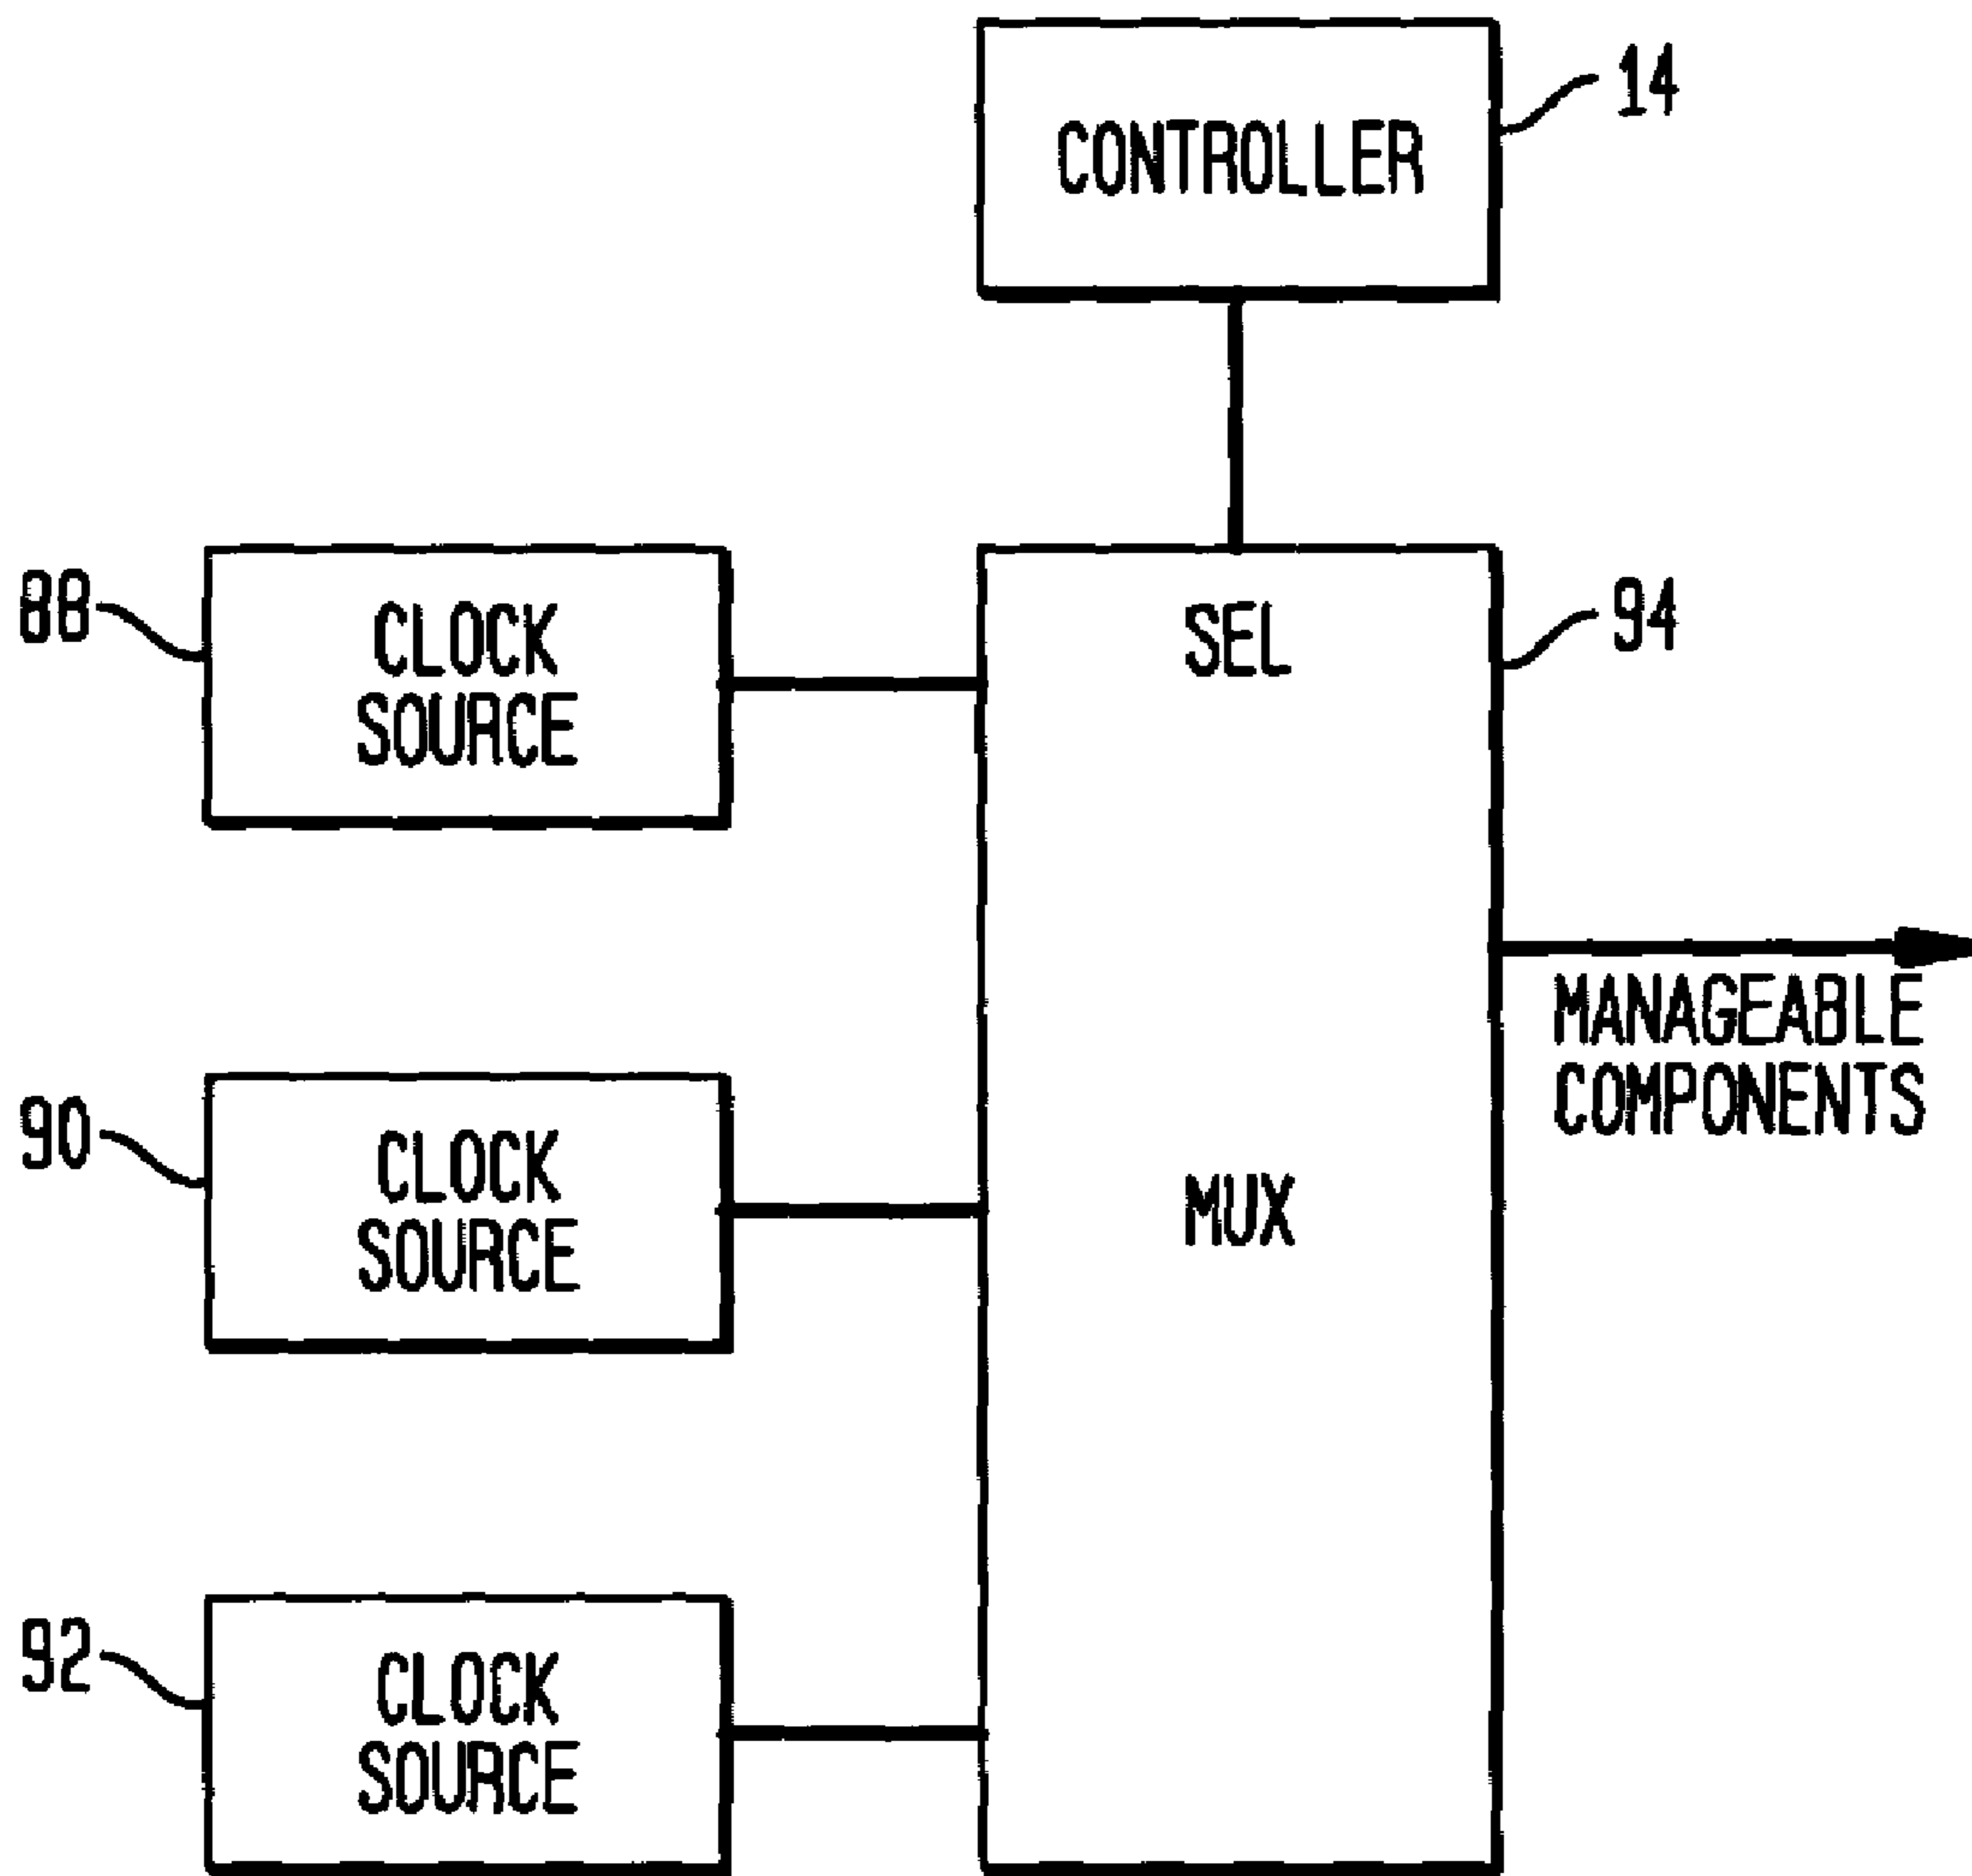 CONTROLLER
14
88
CLOCK
SOURCE
SEL
94
MANAGEABLE
COMPONENTS
90
CLOCK
SOURCE
MUX
92
CLOCK
SOURCE